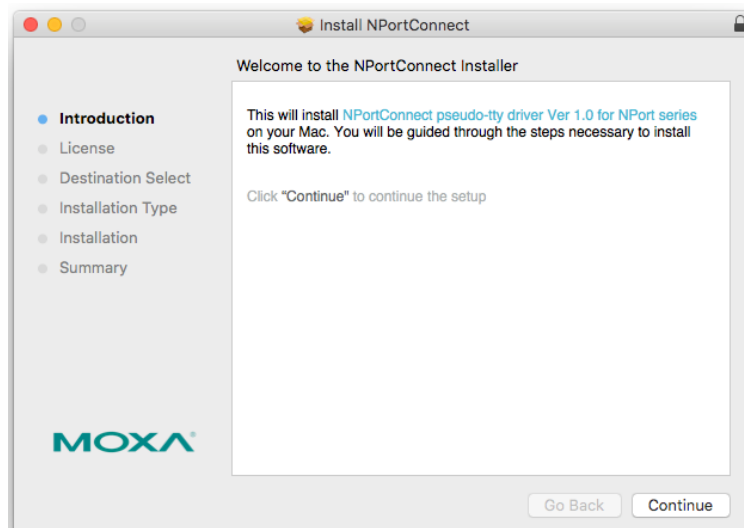 Install NPortConnect
Welcome to the NPortConnect Installer
Introduction
License
Destination Select
Installation Type
Installation
Summary
This will install NPortConnect pseudo-tty driver Ver 1.0 for NPort series
on your Mac. You will be guided through the steps necessary to install
this software.
Click “Continue" to continue the setup
MOXA®
Go Back
Continue